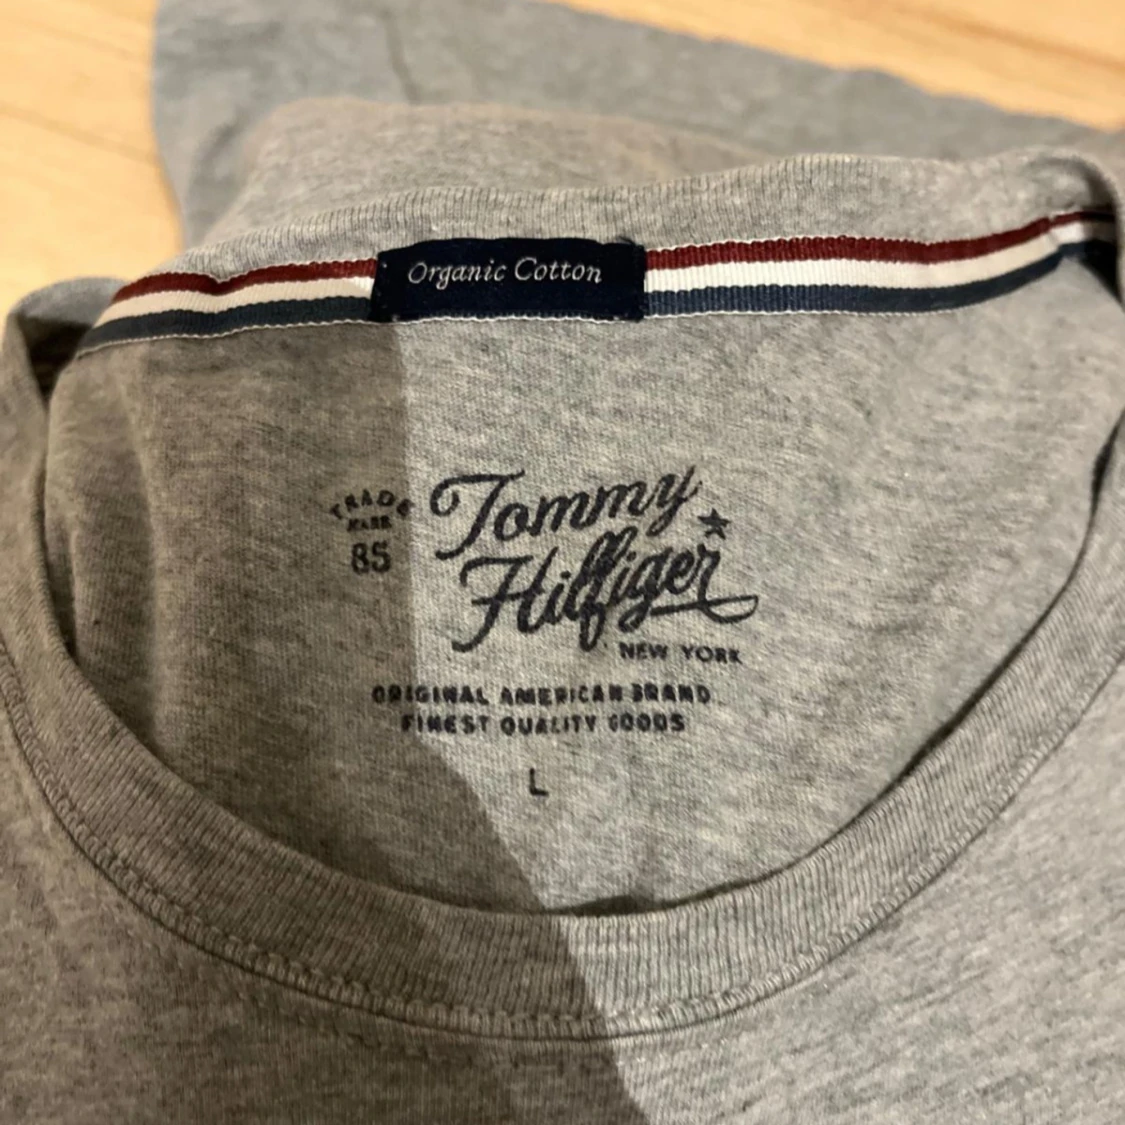 Organic Cotton
TRADE
MARK
85
Tommy
Hilfiger
NEW YORK
ORIGINAL AMERICAN BRAND
FINEST QUALITY GOODS
L